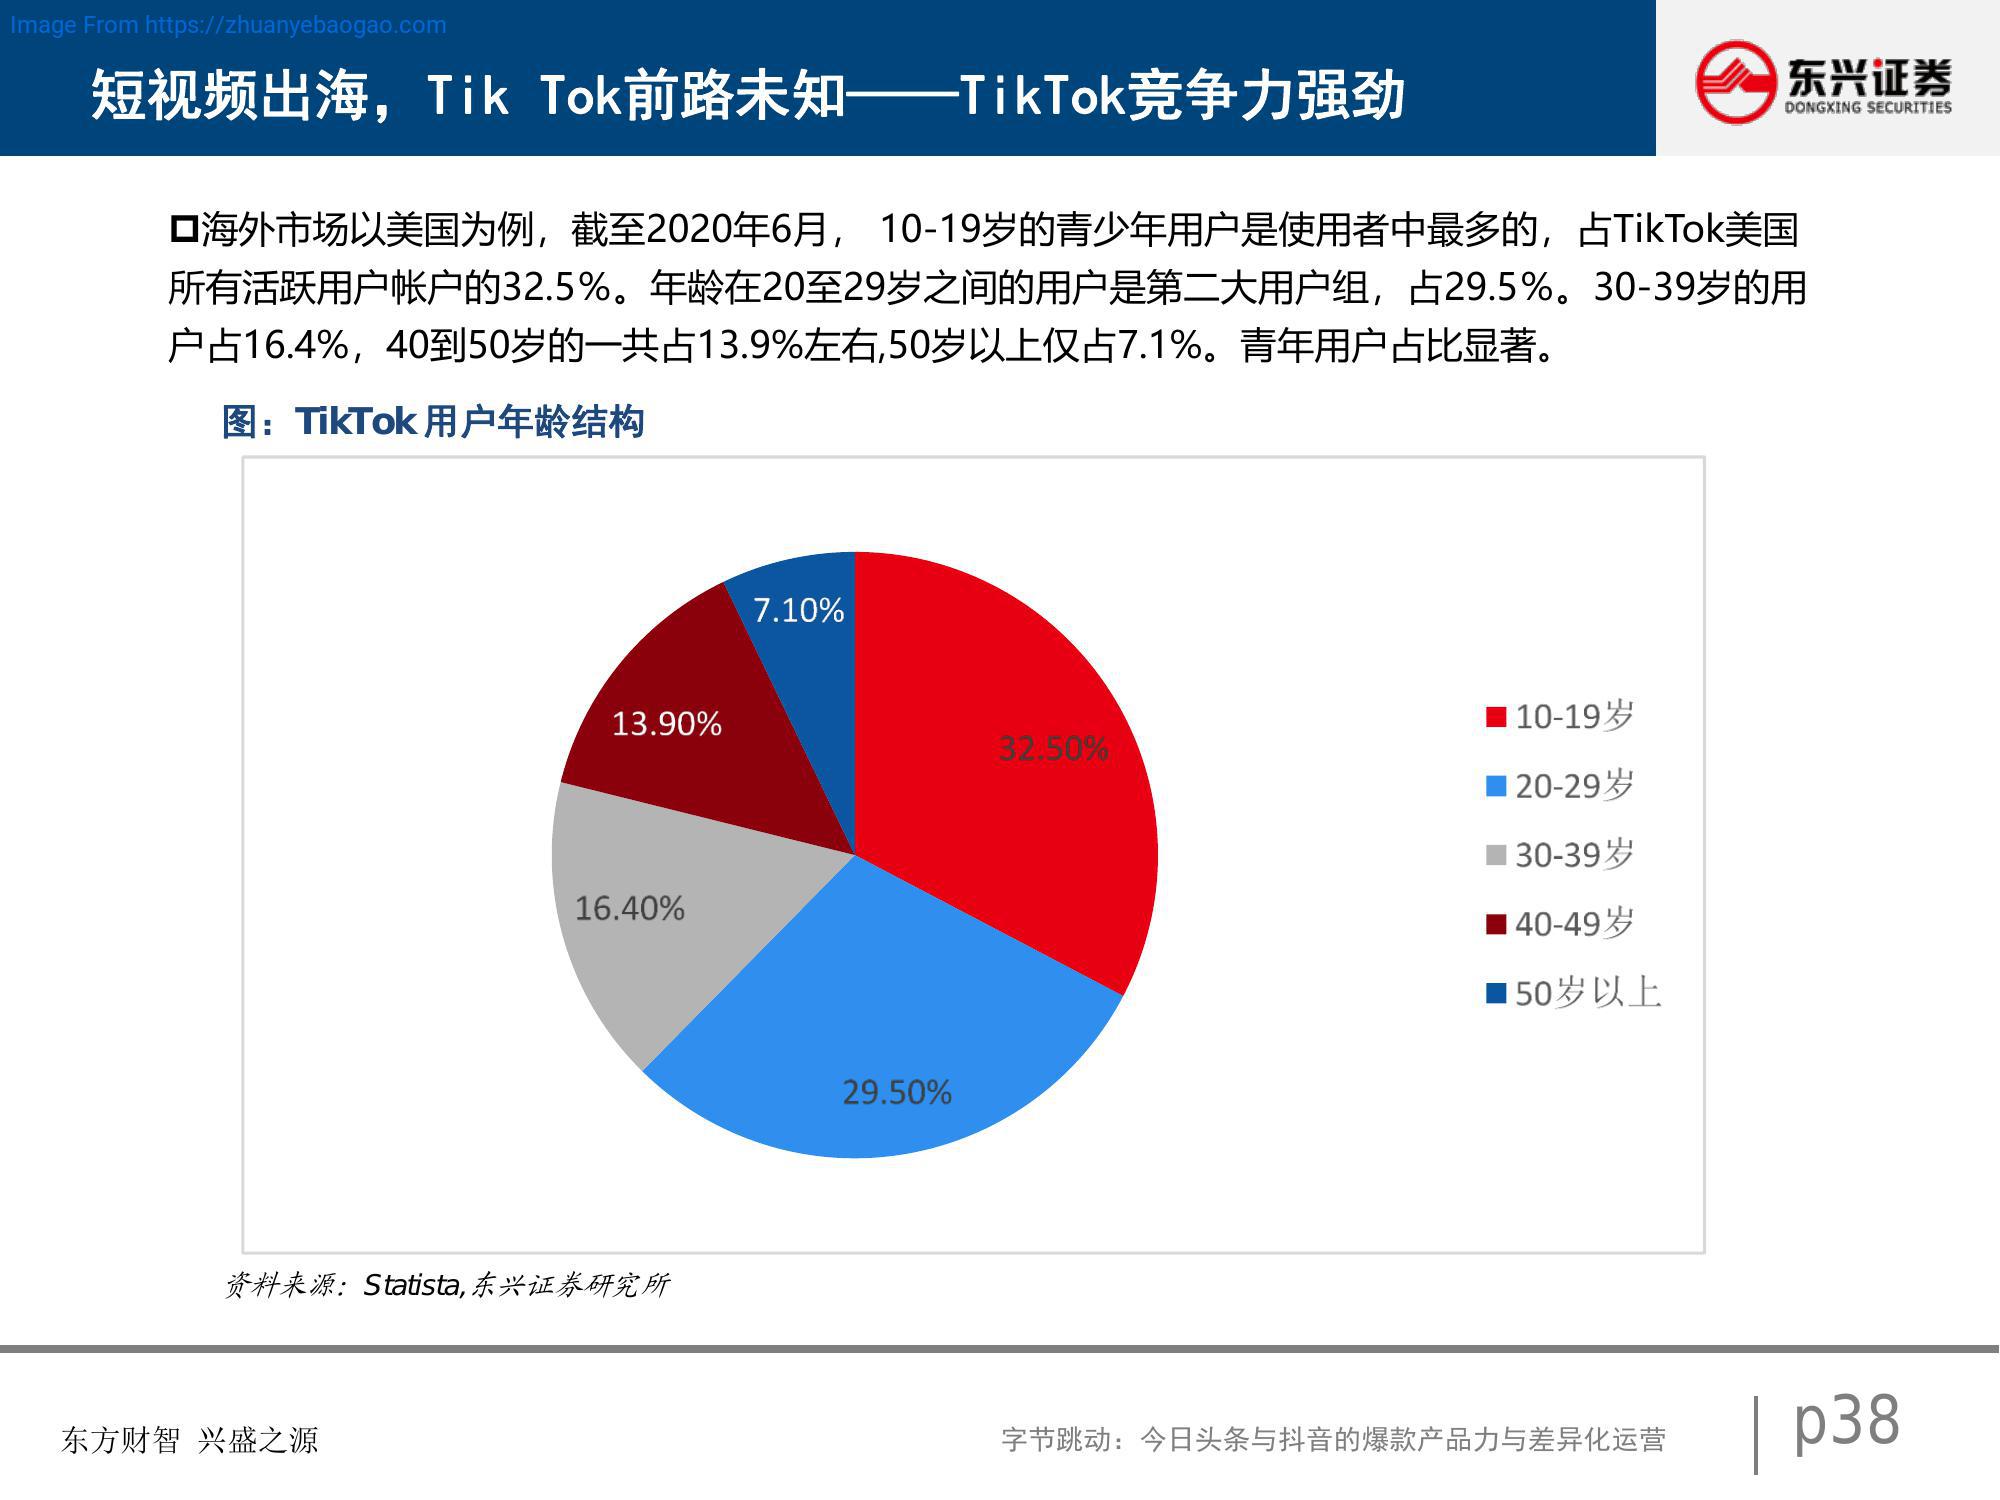 Image From https://zhuanyebaogao.com
短视频出海，Tik Tok前路未知——TikTok竞争力强劲
东兴证券
DONGXING SECURITIES
海外市场以美国为例，截至2020年6月， 10-19岁的青少年用户是使用者中最多的，占TikTok美国
所有活跃用户帐户的32.5%。年龄在20至29岁之间的用户是第二大用户组，占29.5%。30-39岁的用
户占16.4%，40到50岁的一共占13.9%左右,50岁以上仅占7.1%。青年用户占比显著。
图：TikTok用户年龄结构
7.10%
13.90%
32.50%
16.40%
29.50%
10-19岁
20-29岁
30-39岁
40-49岁
50岁以上
资料来源：Statista,东兴证券研究所
东方财智 兴盛之源
字节跳动：今日头条与抖音的爆款产品力与差异化运营
p38